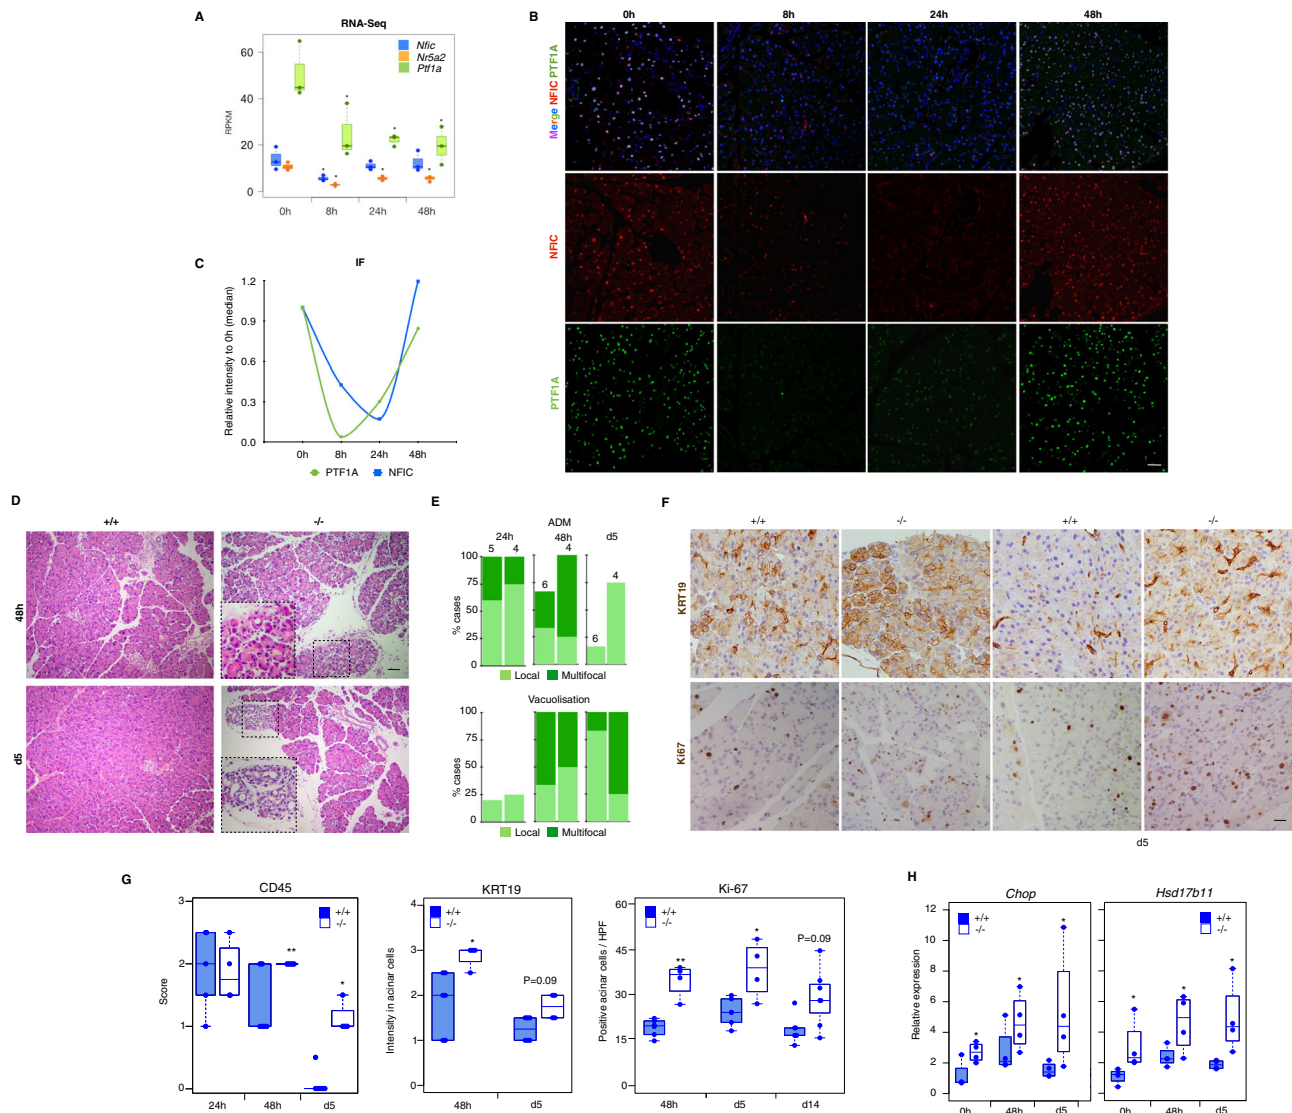 A
RNA-Seq
RPKM
60
40
20
0
Nfic
Nr5a2
Ptf1a
*
*
*
*
*
*
*
0h
8h
24h
48h
B
0h
8h
24h
48h
Merge NFIC PTF1A
NFIC
PTF1A
C
IF
Relative intensity to 0h (median)
1.2
0.9
0.6
0.3
0.0
0h
8h
24h
48h
PTF1A
NFIC
D
+/+
-/-
48h
d5
E
ADM
24h
48h
d5
% cases
100
75
50
25
0
5
4
6
4
6
4
Local
Multifocal
Vacuolisation
% cases
100
75
50
25
0
Local
Multifocal
F
+/+
-/-
+/+
-/-
KRT19
Ki67
d5
G
CD45
Score
3
2
1
0
+/+
-/-
**
*
24h
48h
d5
KRT19
Intensity in acinar cells
4
3
2
1
0
+/+
-/-
*
P=0.09
48h
d5
Ki-67
Positive acinar cells / HPF
60
45
30
15
0
+/+
-/-
**
*
P=0.09
48h
d5
d14
H
Chop
Relative expression
12
10
8
6
4
2
0
+/+
-/-
*
*
*
0h
48h
d5
Hsd17b11
+/+
-/-
*
*
*
0h
48h
d5